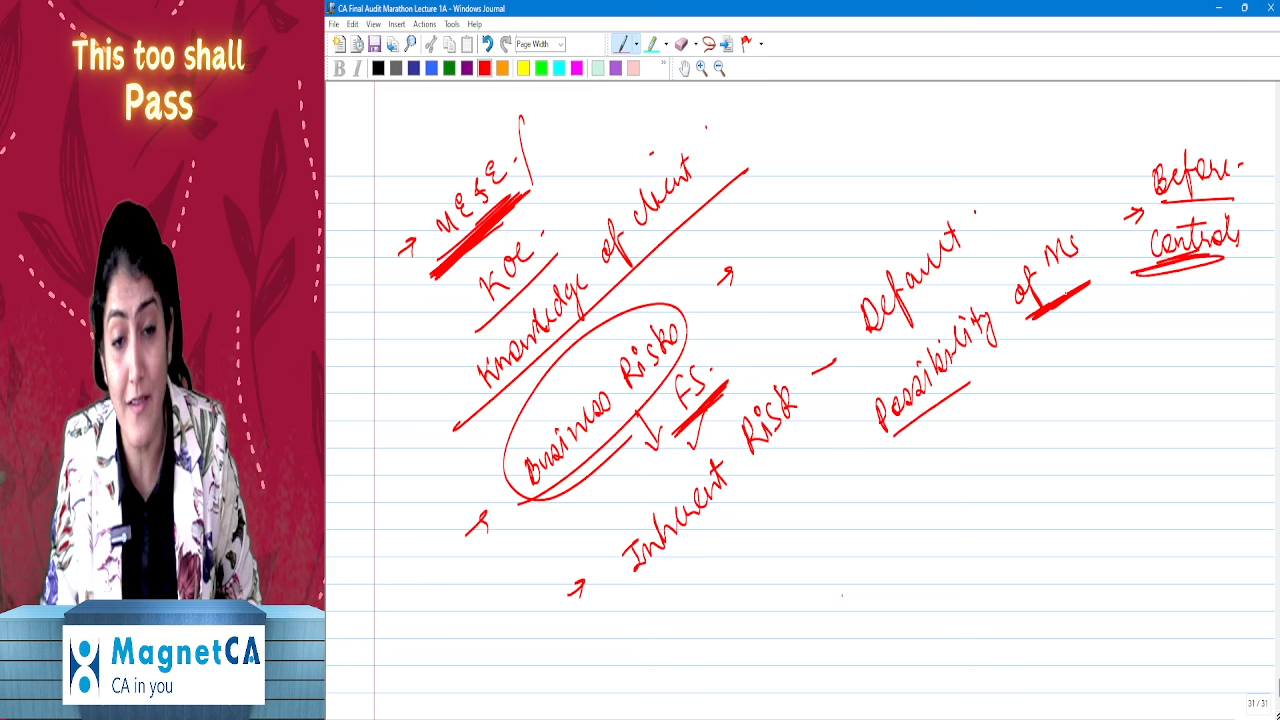 This too shall
Pass
MagnetCA
CA in you
CA Final Audit Marathon Lecture 1A - Windows Journal
File Edit View Insert Actions Tools Help
Page Width
B I
KOC.
Knowledge of client
Business Risk
FS.
Inherent Risk - Default
Possibility of MS
Before
Controls
31 / 31